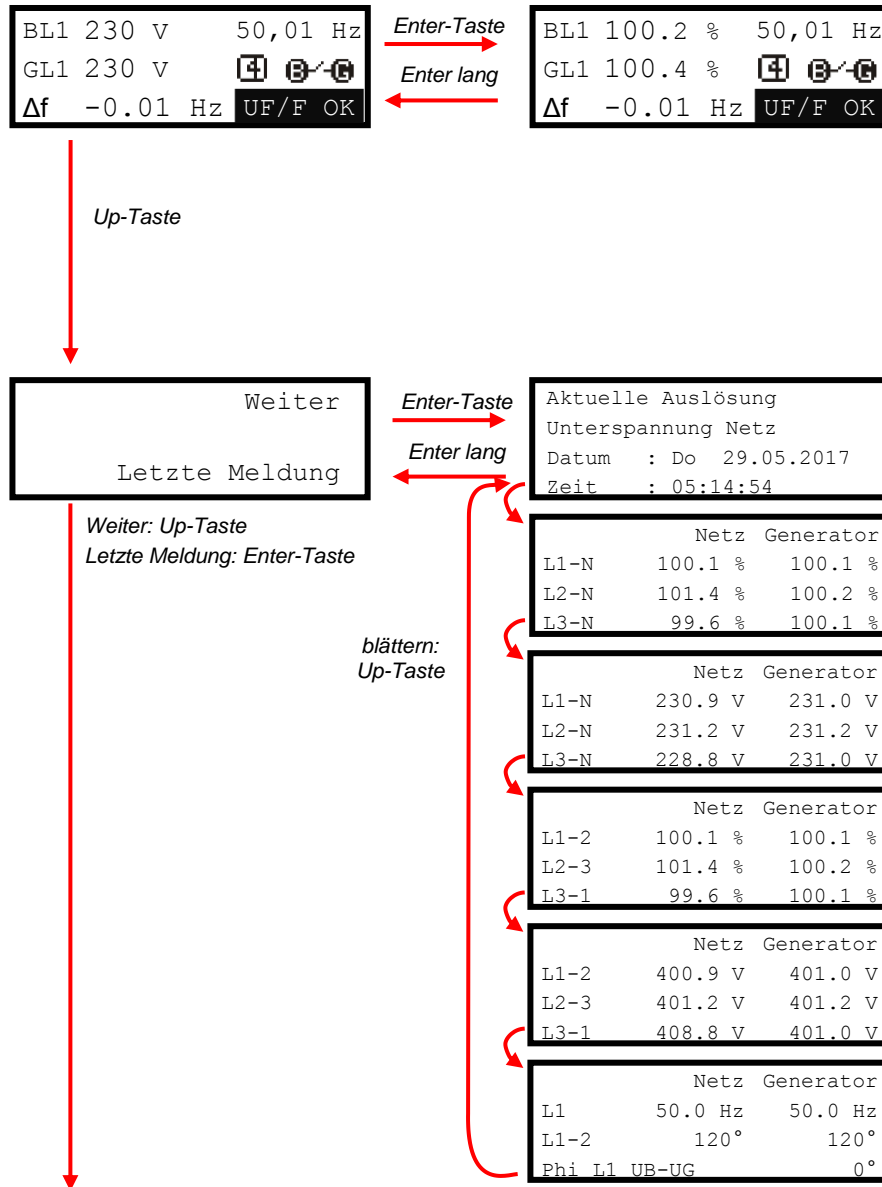 BL1 230 V 50,01 Hz
GL1 230 V 4 B G
Δf -0.01 Hz UF/F OK
Enter-Taste
Enter lang
BL1 100.2 % 50,01 Hz
GL1 100.4 % 4 B G
Δf -0.01 Hz UF/F OK
Up-Taste
Weiter
Letzte Meldung
Enter-Taste
Enter lang
Aktuelle Auslösung
Unterspannung Netz
Datum : Do 29.05.2017
Zeit : 05:14:54
Weiter: Up-Taste
Letzte Meldung: Enter-Taste
blättern:
Up-Taste
Netz Generator
L1-N 100.1 % 100.1 %
L2-N 101.4 % 100.2 %
L3-N 99.6 % 100.1 %
Netz Generator
L1-N 230.9 V 231.0 V
L2-N 231.2 V 231.2 V
L3-N 228.8 V 231.0 V
Netz Generator
L1-2 100.1 % 100.1 %
L2-3 101.4 % 100.2 %
L3-1 99.6 % 100.1 %
Netz Generator
L1-2 400.9 V 401.0 V
L2-3 401.2 V 401.2 V
L3-1 408.8 V 401.0 V
Netz Generator
L1 50.0 Hz 50.0 Hz
L1-2 120° 120°
Phi L1 UB-UG 0°